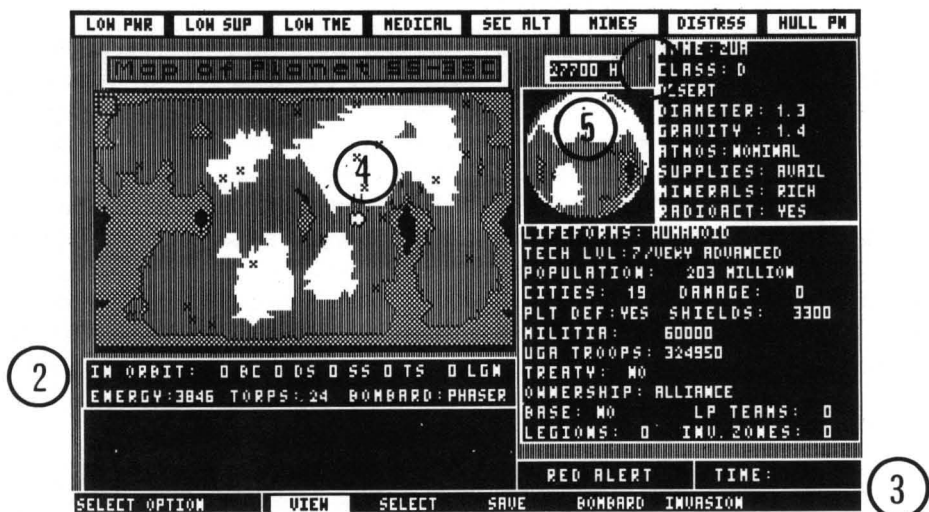 LOW PWR LOW SUP LOW TME MEDICAL SEC ALT MINES DISTRSS HULL PN
Map of Planet SS-3SC
27700 H
NAME:ZUR
CLASS: D
DESERT
DIAMETER: 1.3
GRAVITY : 1.4
ATMOS:NOMINAL
SUPPLIES: AVAIL
MINERALS: RICH
RADIOACT: YES
5
4
LIFEFORMS: HUMANOID
TECH LVL:7/VERY ADVANCED
POPULATION: 203 MILLION
CITIES: 19 DAMAGE: 0
PLT DEF:YES SHIELDS: 3300
MILITIA: 60000
UGA TROOPS: 324950
TREATY: NO
OWNERSHIP: ALLIANCE
BASE: NO LP TEAMS: 0
LEGIONS: 0 INV.ZONES: 0
2
IN ORBIT: 0 BC 0 DS 0 SS 0 TS 0 LGN
ENERGY:3846 TORPS:.24 BOMBARD:PHASER
RED ALERT TIME:
3
SELECT OPTION VIEW SELECT SAVE BOMBARD INVASION